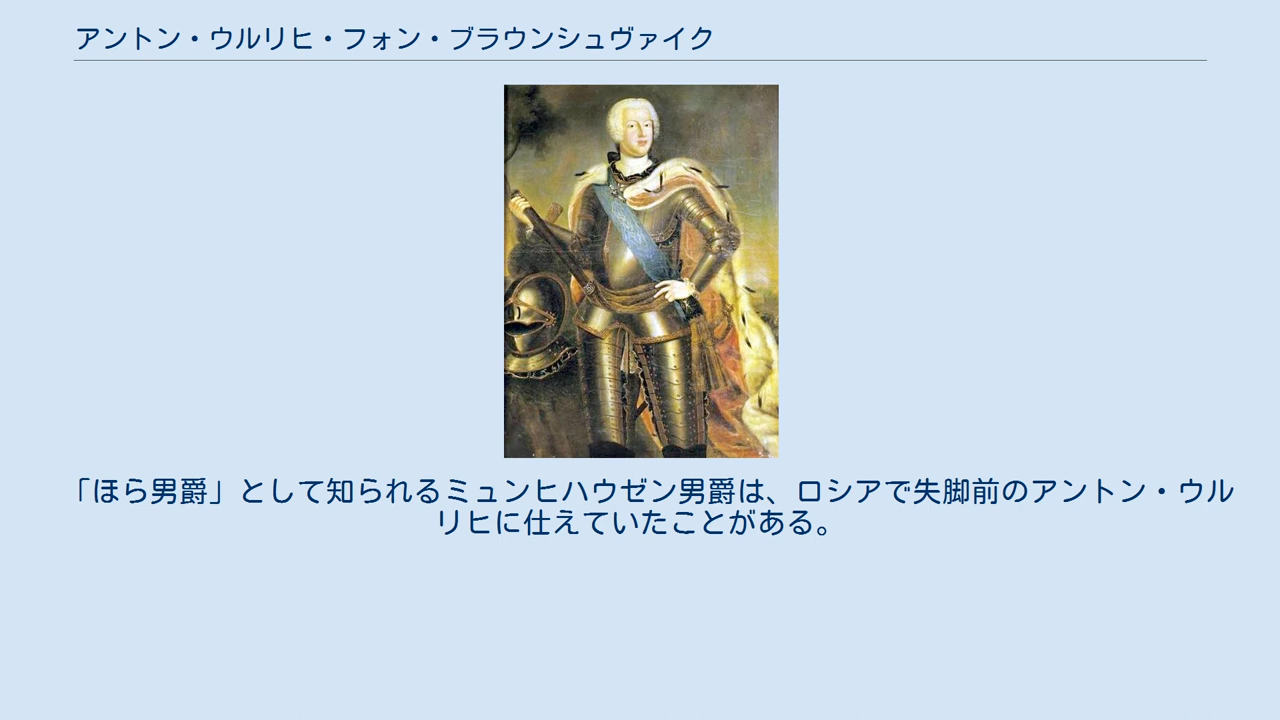 アントン・ウルリヒ・フォン・ブラウンシュヴァイク
「ほら男爵」として知られるミュンヒハウゼン男爵は、ロシアで失脚前のアントン・ウル
リヒに仕えていたことがある。